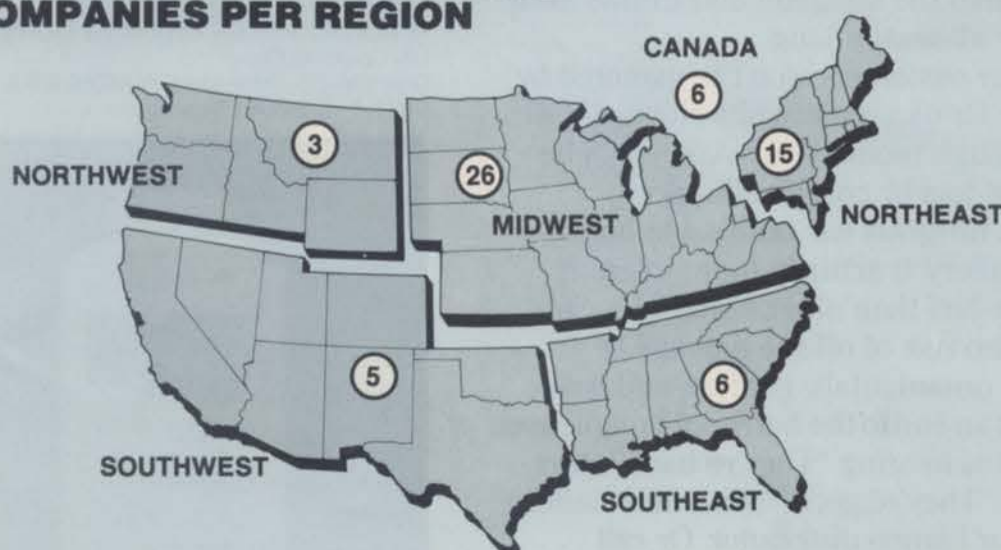 OMPANIES PER REGION
CANADA
6
3
15
NORTHWEST
26
MIDWEST
NORTHEAST
5
6
SOUTHWEST
SOUTHEAST